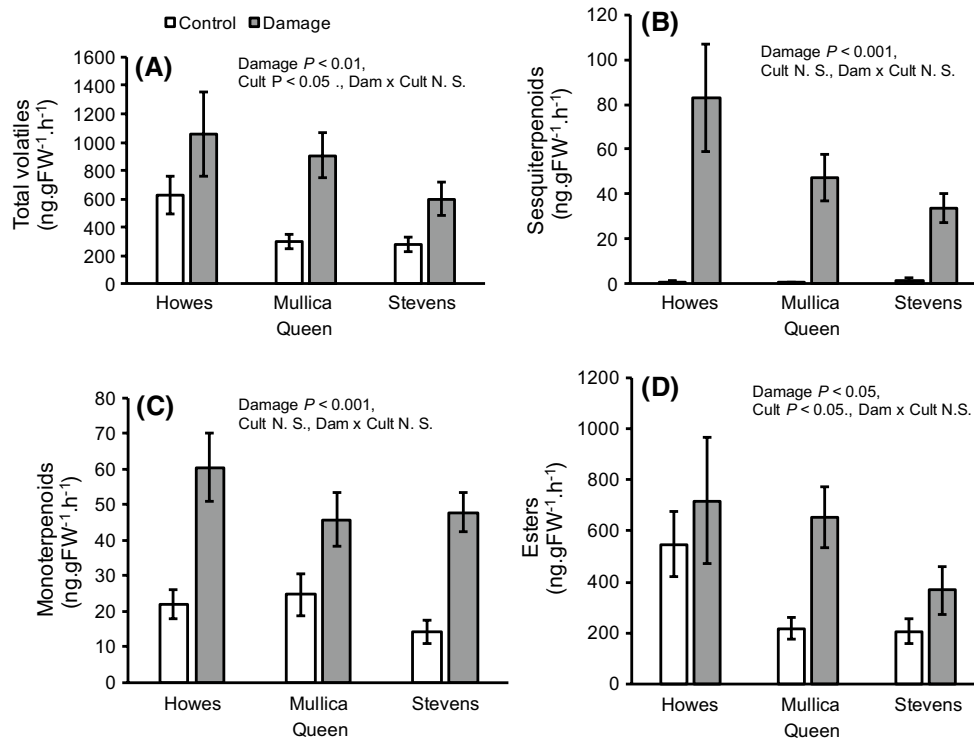 Control Damage
(A)
Damage P < 0.01,
Cult P < 0.05 ., Dam x Cult N. S.
Total volatiles
(ng.gFW-1.h-1)
1600
1400
1200
1000
800
600
400
200
0
Howes Mullica Stevens
Queen
(B)
Damage P < 0.001,
Cult N. S., Dam x Cult N. S.
Sesquiterpenoids
(ng.gFW-1.h-1)
120
100
80
60
40
20
0
Howes Mullica Stevens
Queen
(C)
Damage P < 0.001,
Cult N. S., Dam x Cult N. S.
Monoterpenoids
(ng.gFW-1.h-1)
80
70
60
50
40
30
20
10
0
Howes Mullica Stevens
Queen
(D)
Damage P < 0.05,
Cult P < 0.05., Dam x Cult N.S.
Esters
(ng.gFW-1.h-1)
1200
1000
800
600
400
200
0
Howes Mullica Stevens
Queen